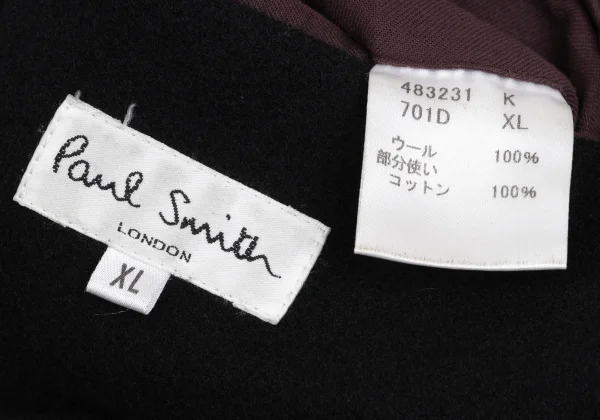 Paul Smith
LONDON
XL
483231 K
701D XL
ウール 100%
部分使い
コットン 100%